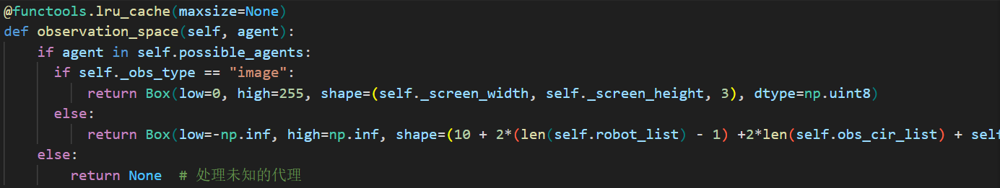 @functools.lru_cache(maxsize=None)
def observation_space(self, agent):
    if agent in self.possible_agents:
      if self._obs_type == "image":
          return Box(low=0, high=255, shape=(self._screen_width, self._screen_height, 3), dtype=np.uint8)
      else:
          return Box(low=-np.inf, high=np.inf, shape=(10 + 2*(len(self.robot_list) - 1) +2*len(self.obs_cir_list) + self
    else:
        return None  # 处理未知的代理